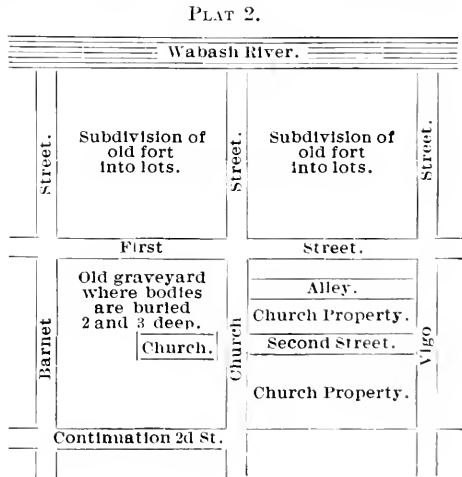 PLAT 2.
Wabash River.
Street.
Subdivision of
old fort
into lots.
Street.
Subdivision of
old fort
into lots.
Street.
First
Street.
Barnet
Old graveyard
where bodies
are buried
2 and 3 deep.
Church.
Church
Alley.
Church Property.
Second Street.
Church Property.
Vigo
Continuation 2d St.